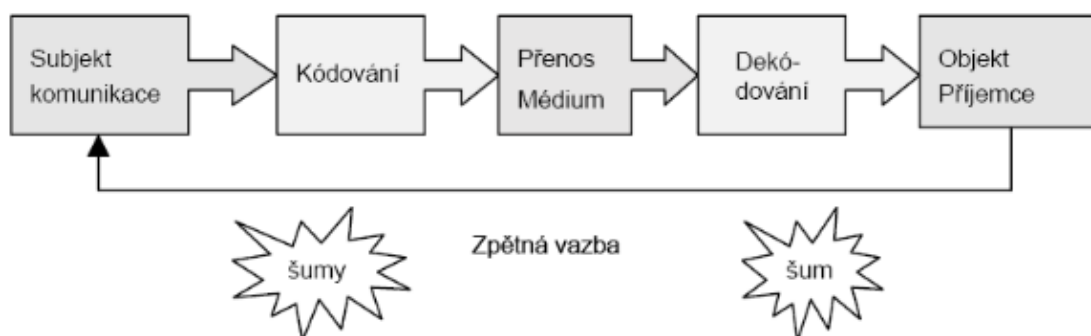 Subjekt
komunikace
Kódování
Přenos
Médium
Dekó-
dování
Objekt
Příjemce
Zpětná vazba
šumy
šum